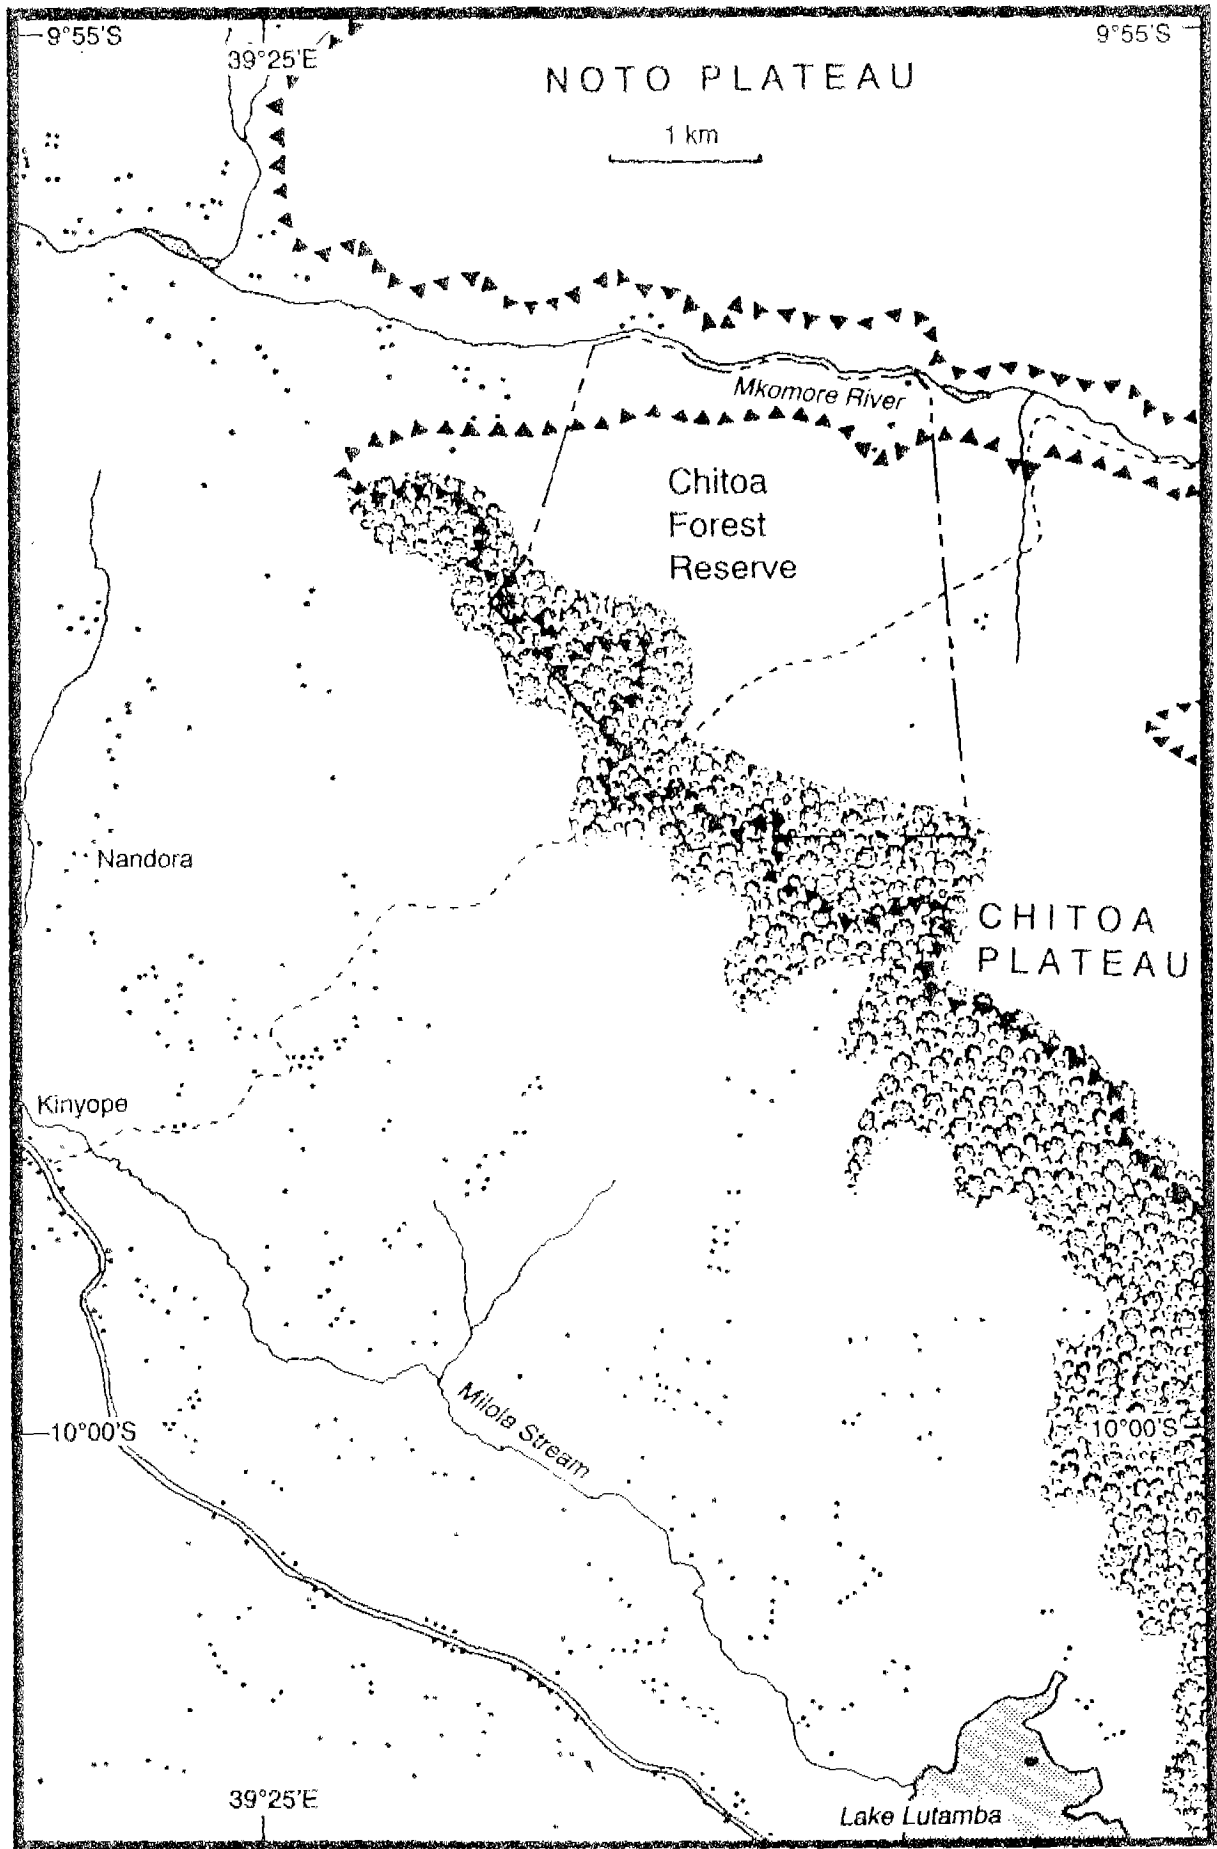 9°55'S
9°55'S
39°25'E
NOTO PLATEAU
1 km
Mkomore River
Chitoa
Forest
Reserve
Nandora
CHITOA
PLATEAU
Kinyope
Milola Stream
10°00'S
10°00'S
39°25'E
Lake Lutamba